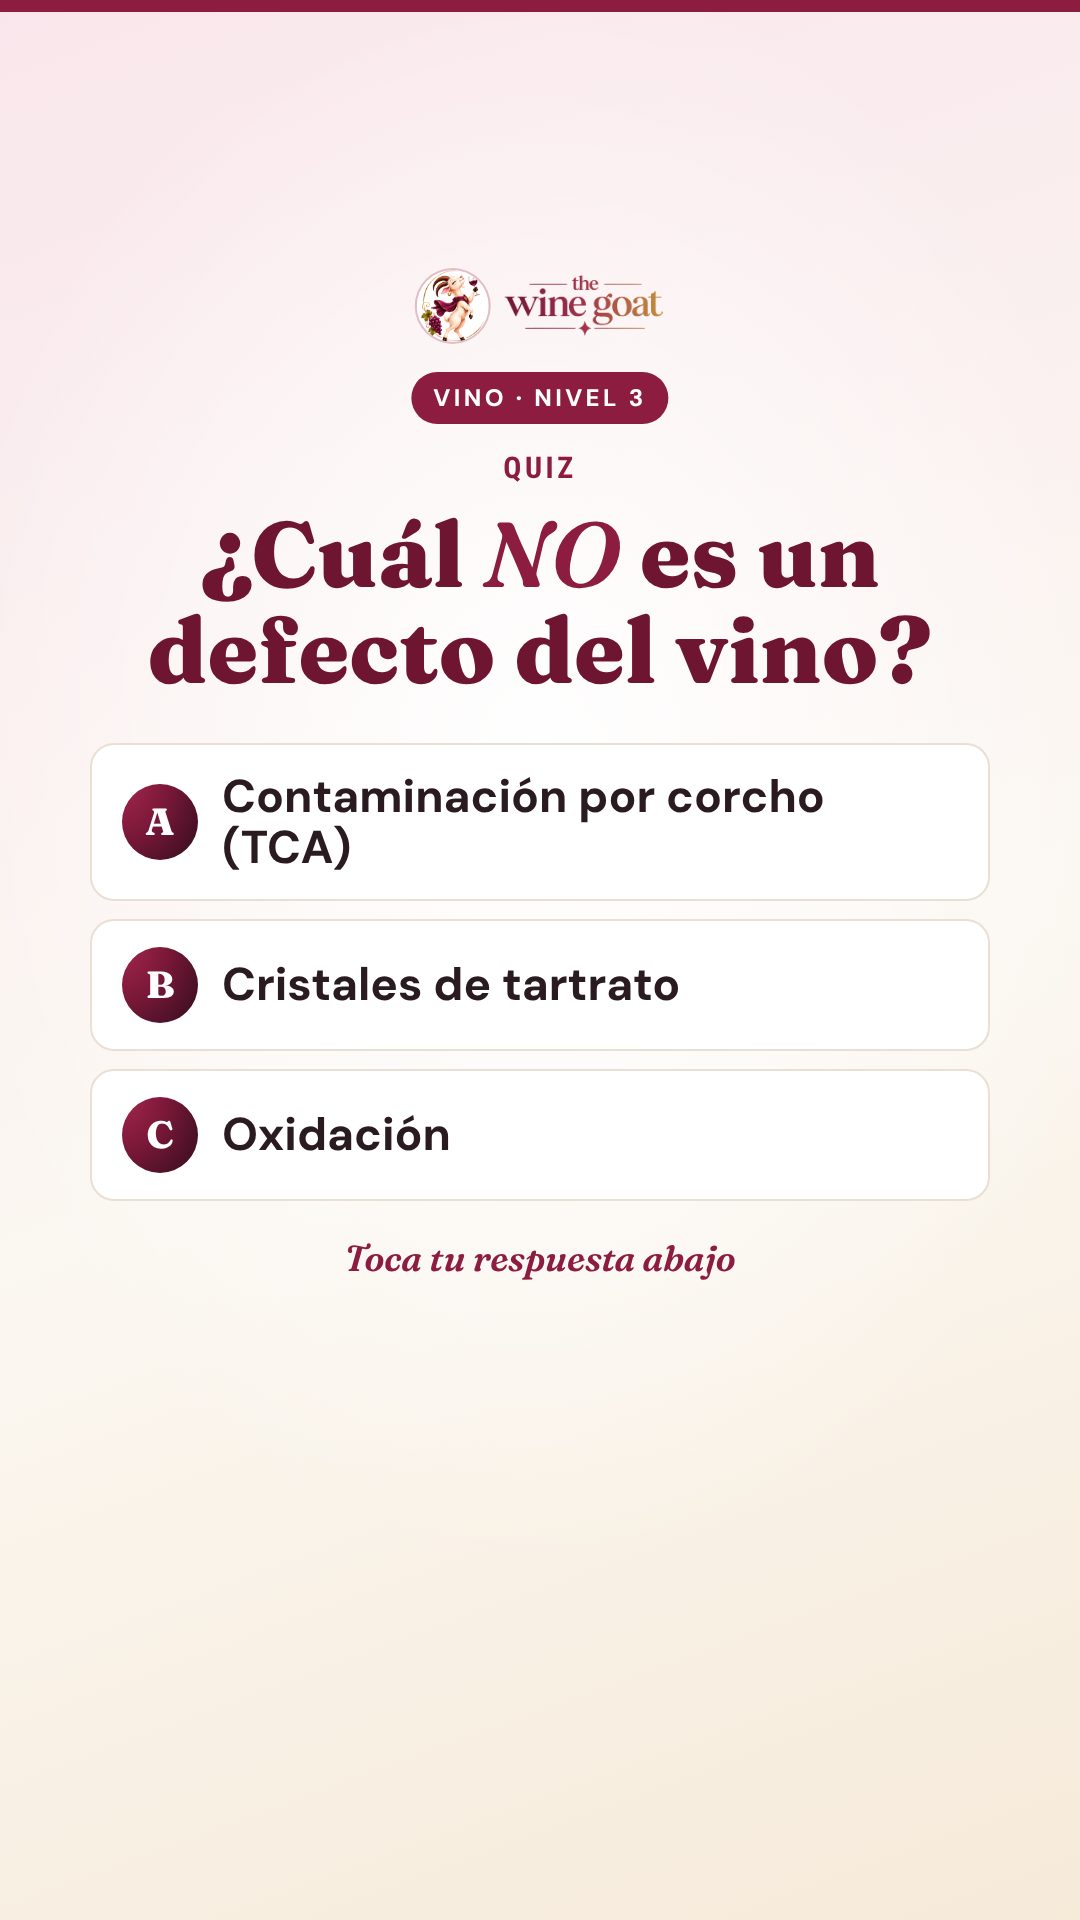 the
wine goat
VINO · NIVEL 3
QUIZ
¿Cuál NO es un
defecto del vino?
A Contaminación por corcho
(TCA)
B Cristales de tartrato
C Oxidación
Toca tu respuesta abajo